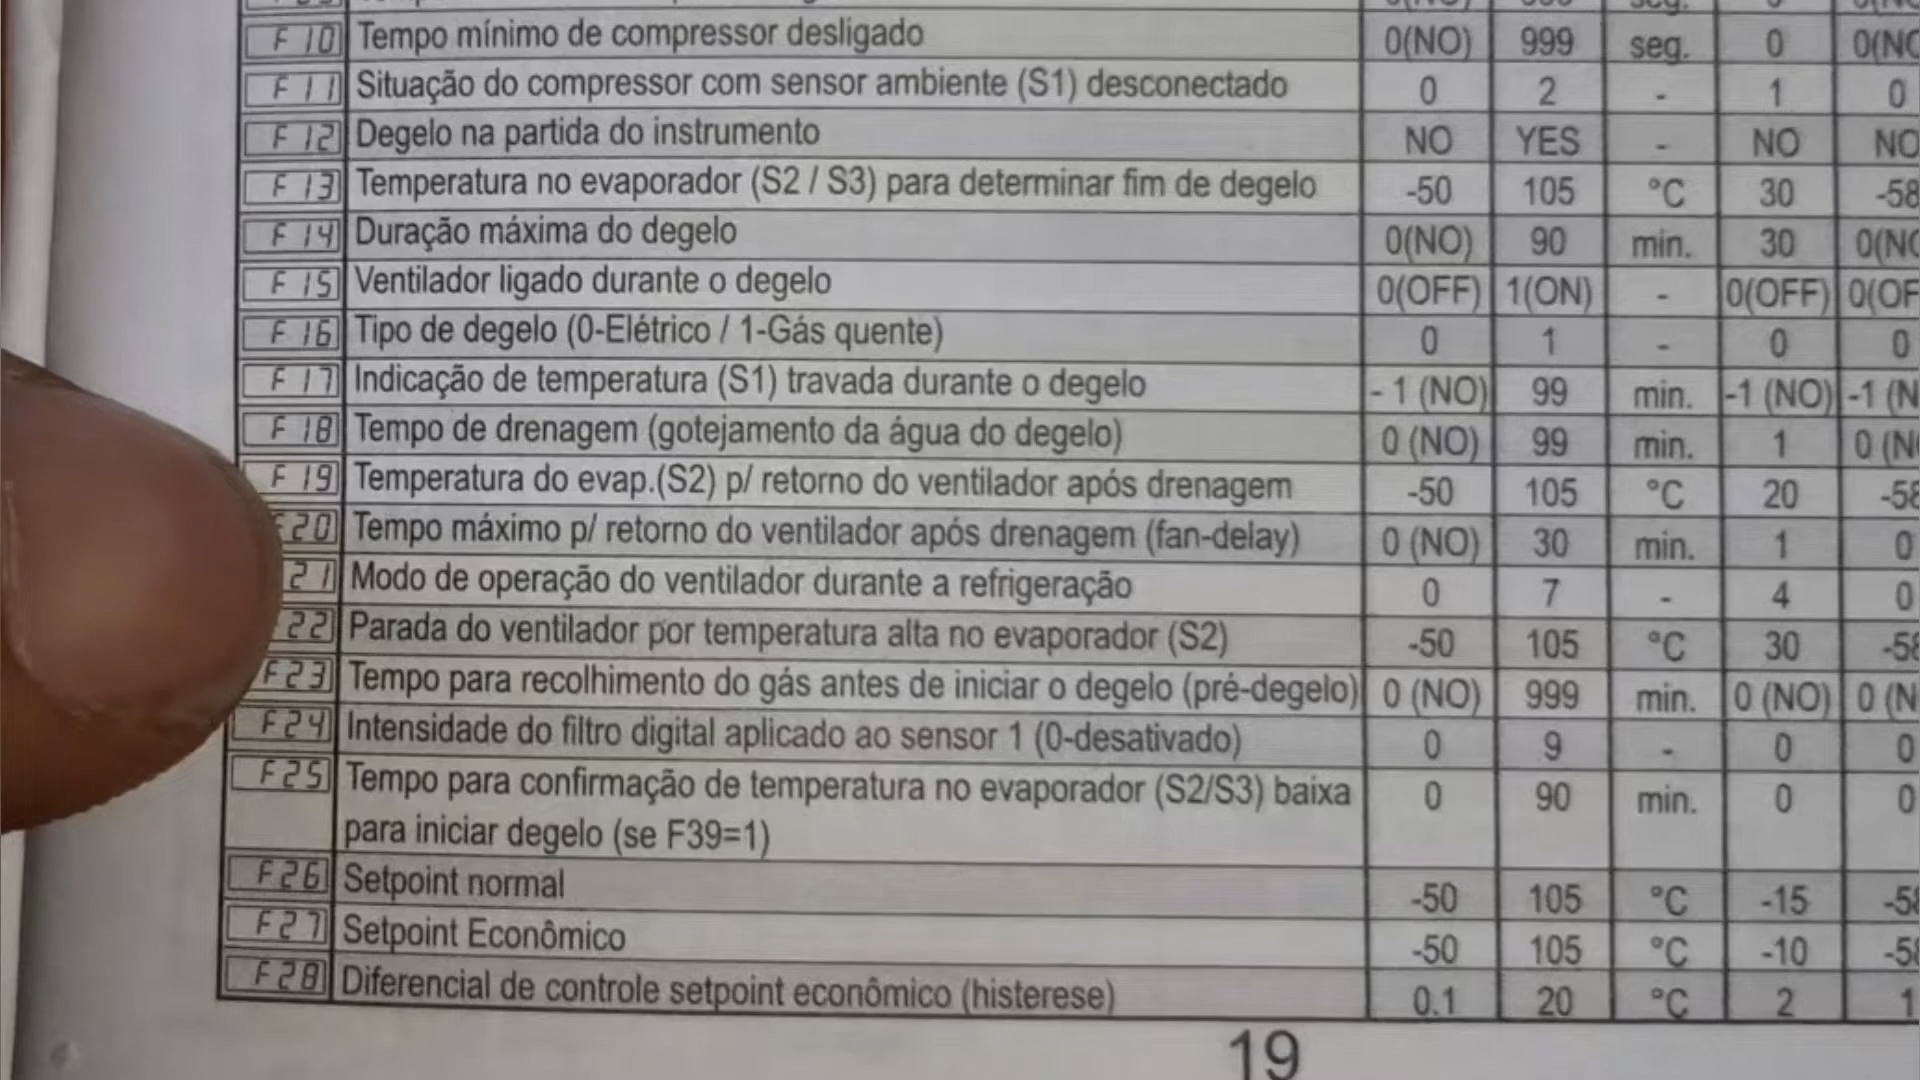 F10 Tempo mínimo de compressor desligado 0(NO) 999 seg. 0
F11 Situação do compressor com sensor ambiente (S1) desconectado 0 2 - 1 0
F12 Degelo na partida do instrumento NO YES - NO NO
F13 Temperatura no evaporador (S2 / S3) para determinar fim de degelo -50 105 °C 30 -58
F14 Duração máxima do degelo 0(NO) 90 min. 30
F15 Ventilador ligado durante o degelo 0(OFF) 1(ON) - 0(OFF)
F16 Tipo de degelo (0-Elétrico / 1-Gás quente) 0 1 - 0 0
F17 Indicação de temperatura (S1) travada durante o degelo - 1 (NO) 99 min. -1 (NO) -1
F18 Tempo de drenagem (gotejamento da água do degelo) 0 (NO) 99 min. 1 0
F19 Temperatura do evap.(S2) p/ retorno do ventilador após drenagem -50 105 °C 20 -58
F20 Tempo máximo p/ retorno do ventilador após drenagem (fan-delay) 0 (NO) 30 min. 1 0
21 Modo de operação do ventilador durante a refrigeração 0 7 - 4 0
22 Parada do ventilador por temperatura alta no evaporador (S2) -50 105 °C 30 -58
F23 Tempo para recolhimento do gás antes de iniciar o degelo (pré-degelo) 0 (NO) 999 min. 0 (NO) 0
F24 Intensidade do filtro digital aplicado ao sensor 1 (0-desativado) 0 9 - 0 0
F25 Tempo para confirmação de temperatura no evaporador (S2/S3) baixa 0 90 min. 0 0
para iniciar degelo (se F39=1)
F26 Setpoint normal -50 105 °C -15
F27 Setpoint Econômico -50 105 °C -10
F28 Diferencial de controle setpoint econômico (histerese) 0.1 20 °C 2 1
19